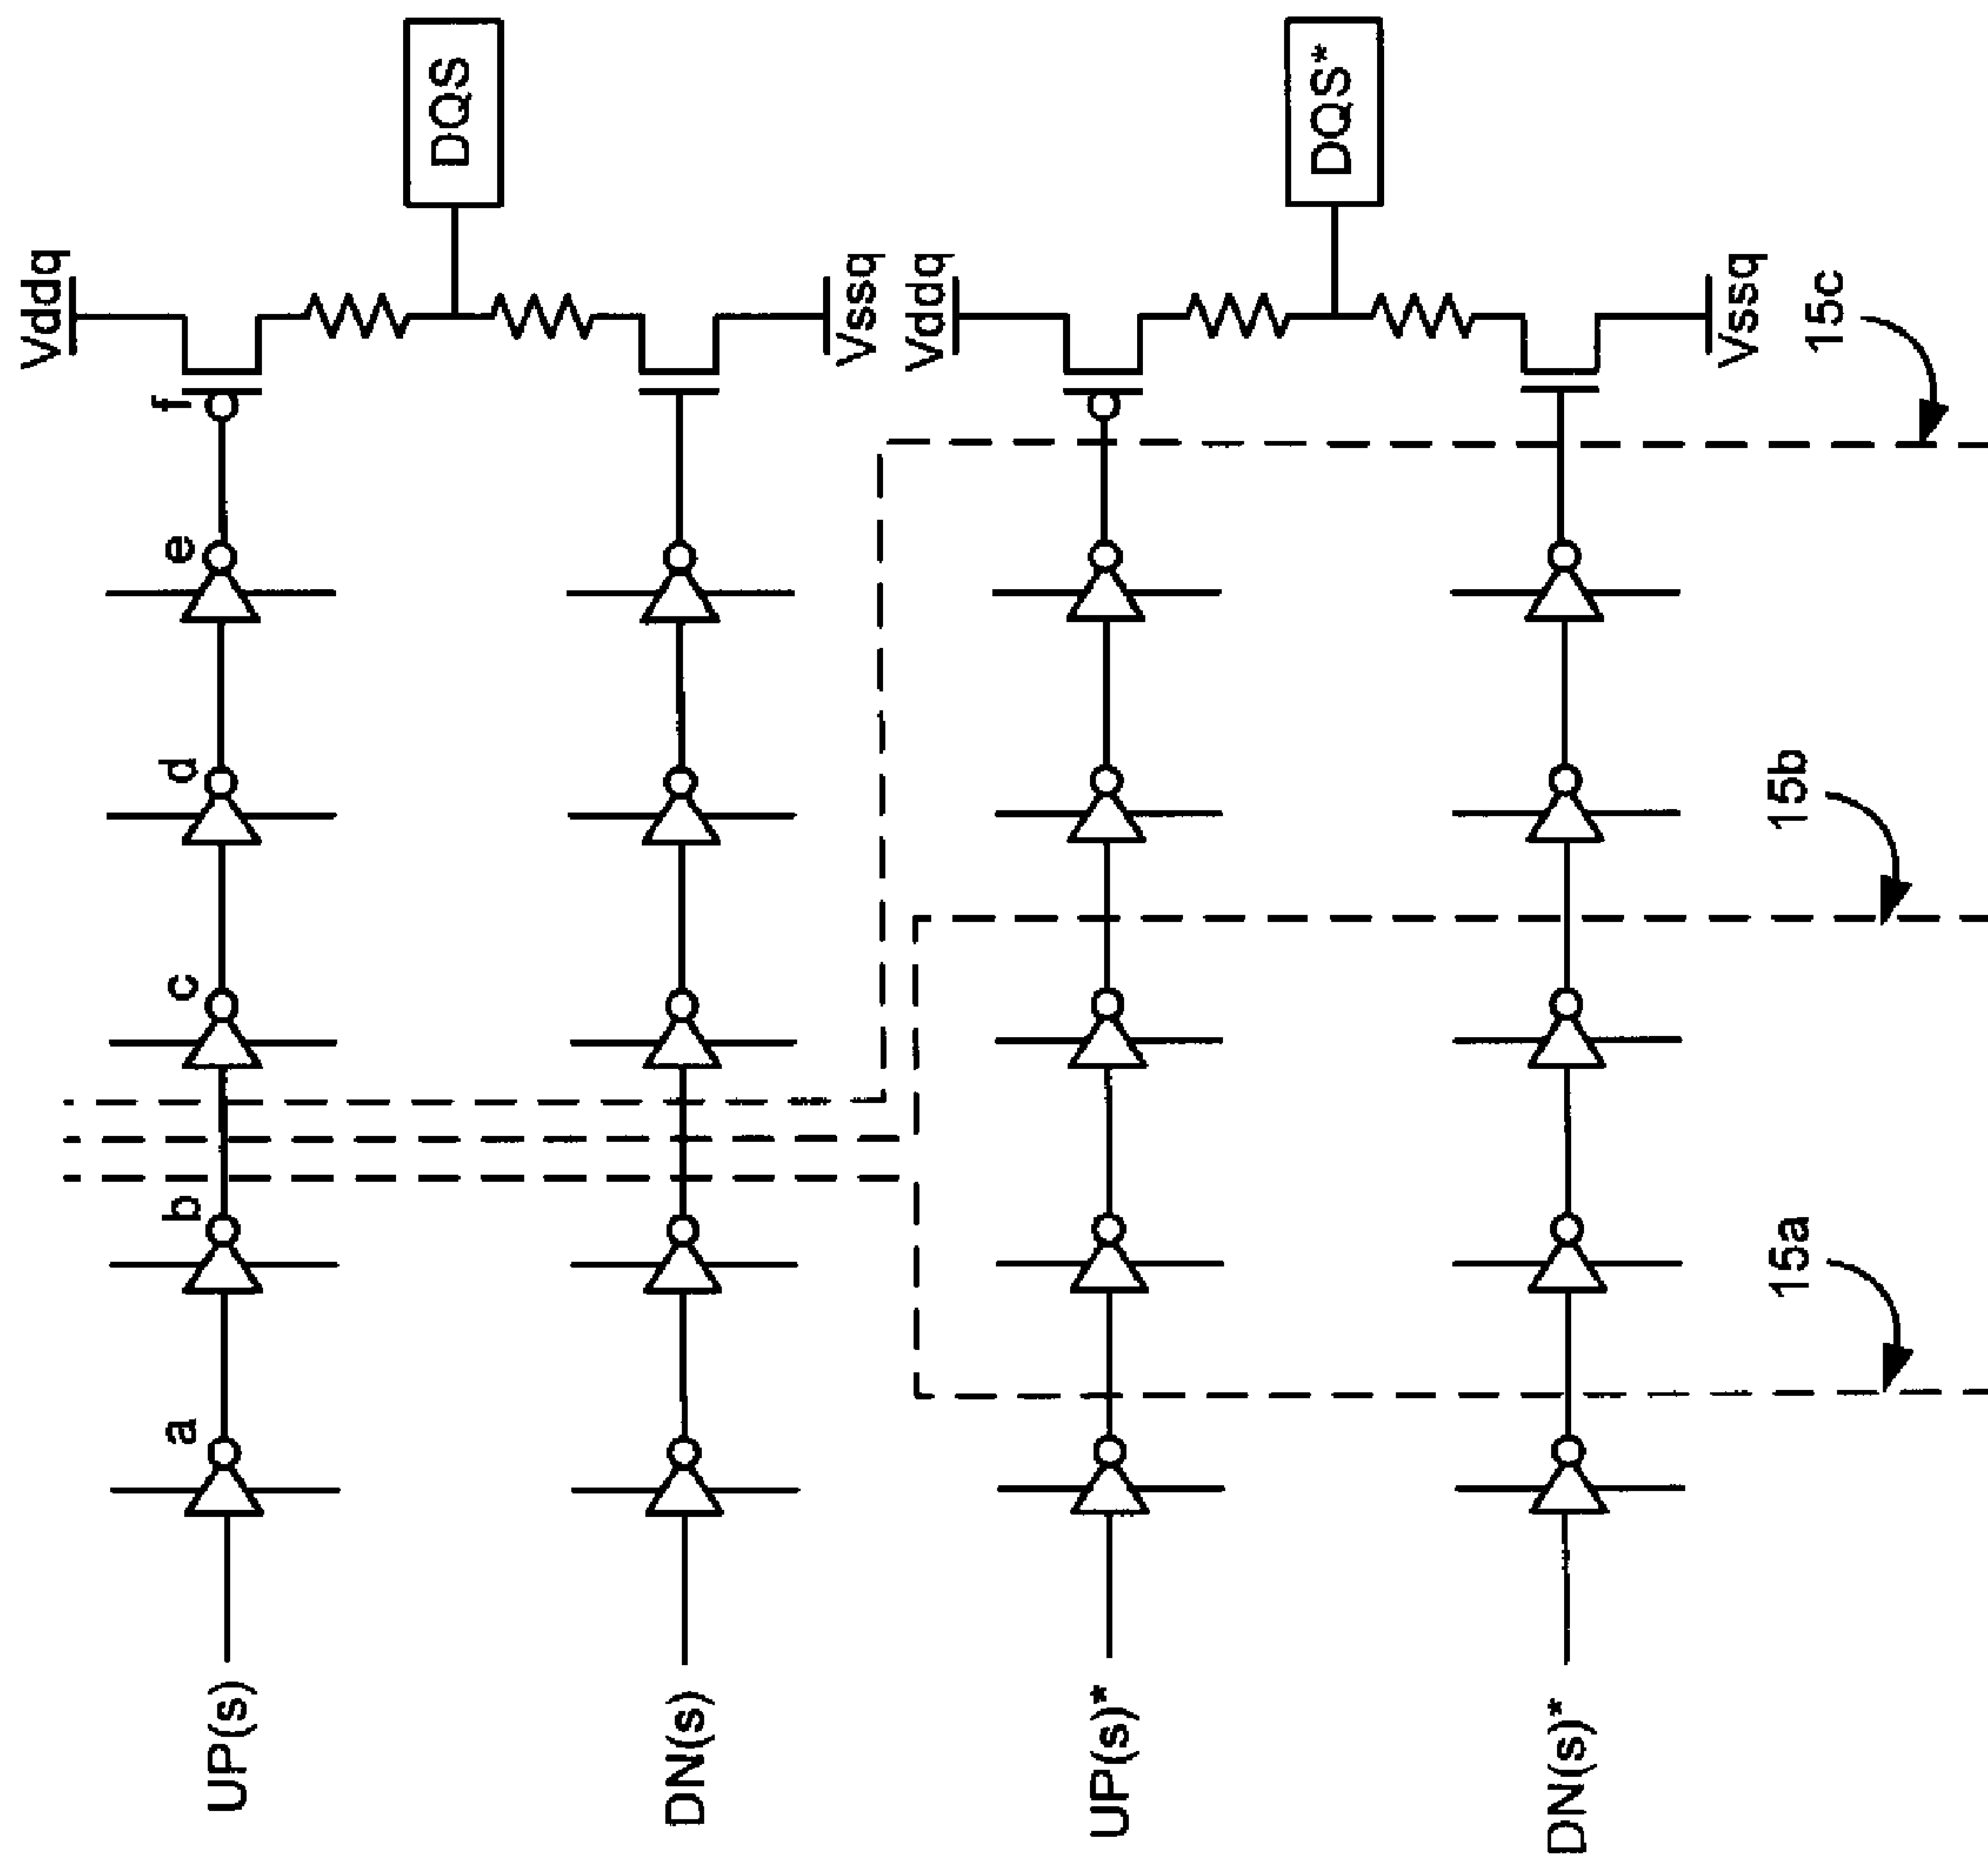 UP(s)
a
b
c
d
e
f
Vddq
DQS
DN(s)
Vssq
UP(s)*
Vddq
DQS*
DN(s)*
Vssq
15a
15b
15c